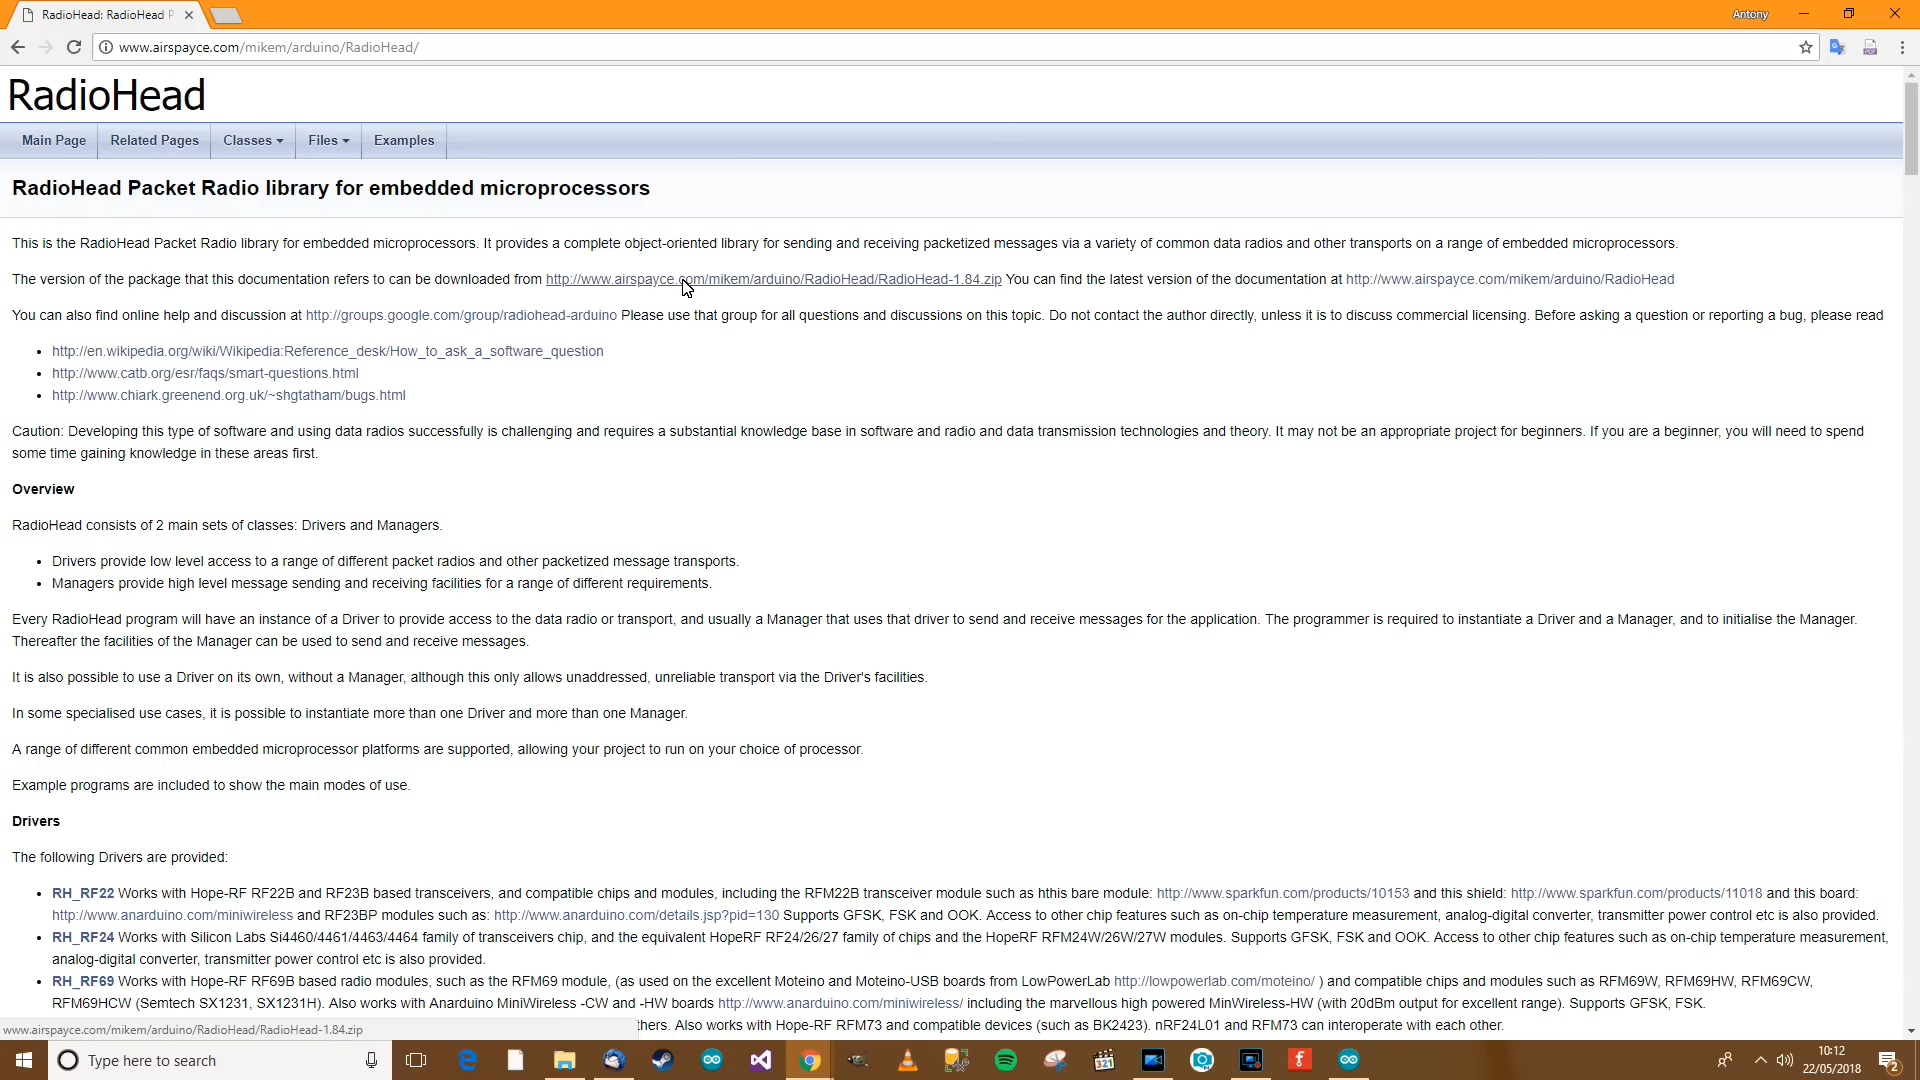 RadioHead: RadioHead P
Antony
www.airspayce.com/mikem/arduino/RadioHead/
RadioHead
Main Page Related Pages Classes Files Examples
RadioHead Packet Radio library for embedded microprocessors
This is the RadioHead Packet Radio library for embedded microprocessors. It provides a complete object-oriented library for sending and receiving packetized messages via a variety of common data radios and other transports on a range of embedded microprocessors.
The version of the package that this documentation refers to can be downloaded from http://www.airspayce.com/mikem/arduino/RadioHead/RadioHead-1.84.zip You can find the latest version of the documentation at http://www.airspayce.com/mikem/arduino/RadioHead
You can also find online help and discussion at http://groups.google.com/group/radiohead-arduino Please use that group for all questions and discussions on this topic. Do not contact the author directly, unless it is to discuss commercial licensing. Before asking a question or reporting a bug, please read
• http://en.wikipedia.org/wiki/Wikipedia:Reference_desk/How_to_ask_a_software_question
• http://www.catb.org/esr/faqs/smart-questions.html
• http://www.chiark.greenend.org.uk/~shgtatham/bugs.html
Caution: Developing this type of software and using data radios successfully is challenging and requires a substantial knowledge base in software and radio and data transmission technologies and theory. It may not be an appropriate project for beginners. If you are a beginner, you will need to spend
some time gaining knowledge in these areas first.
Overview
RadioHead consists of 2 main sets of classes: Drivers and Managers.
• Drivers provide low level access to a range of different packet radios and other packetized message transports.
• Managers provide high level message sending and receiving facilities for a range of different requirements.
Every RadioHead program will have an instance of a Driver to provide access to the data radio or transport, and usually a Manager that uses that driver to send and receive messages for the application. The programmer is required to instantiate a Driver and a Manager, and to initialise the Manager.
Thereafter the facilities of the Manager can be used to send and receive messages.
It is also possible to use a Driver on its own, without a Manager, although this only allows unaddressed, unreliable transport via the Driver's facilities.
In some specialised use cases, it is possible to instantiate more than one Driver and more than one Manager.
A range of different common embedded microprocessor platforms are supported, allowing your project to run on your choice of processor.
Example programs are included to show the main modes of use.
Drivers
The following Drivers are provided:
• RH_RF22 Works with Hope-RF RF22B and RF23B based transceivers, and compatible chips and modules, including the RFM22B transceiver module such as hthis bare module: http://www.sparkfun.com/products/10153 and this shield: http://www.sparkfun.com/products/11018 and this board:
http://www.anarduino.com/miniwireless and RF23BP modules such as: http://www.anarduino.com/details.jsp?pid=130 Supports GFSK, FSK and OOK. Access to other chip features such as on-chip temperature measurement, analog-digital converter, transmitter power control etc is also provided.
• RH_RF24 Works with Silicon Labs Si4460/4461/4463/4464 family of transceivers chip, and the equivalent HopeRF RF24/26/27 family of chips and the HopeRF RFM24W/26W/27W modules. Supports GFSK, FSK and OOK. Access to other chip features such as on-chip temperature measurement,
analog-digital converter, transmitter power control etc is also provided.
• RH_RF69 Works with Hope-RF RF69B based radio modules, such as the RFM69 module, (as used on the excellent Moteino and Moteino-USB boards from LowPowerLab http://lowpowerlab.com/moteino/ ) and compatible chips and modules such as RFM69W, RFM69HW, RFM69CW,
RFM69HCW (Semtech SX1231, SX1231H). Also works with Anarduino MiniWireless -CW and -HW boards http://www.anarduino.com/miniwireless/ including the marvellous high powered MinWireless-HW (with 20dBm output for excellent range). Supports GFSK, FSK.
thers. Also works with Hope-RF RFM73 and compatible devices (such as BK2423). nRF24L01 and RFM73 can interoperate with each other.
www.airspayce.com/mikem/arduino/RadioHead/RadioHead-1.84.zip
Type here to search
321
10:12
22/05/2018
2